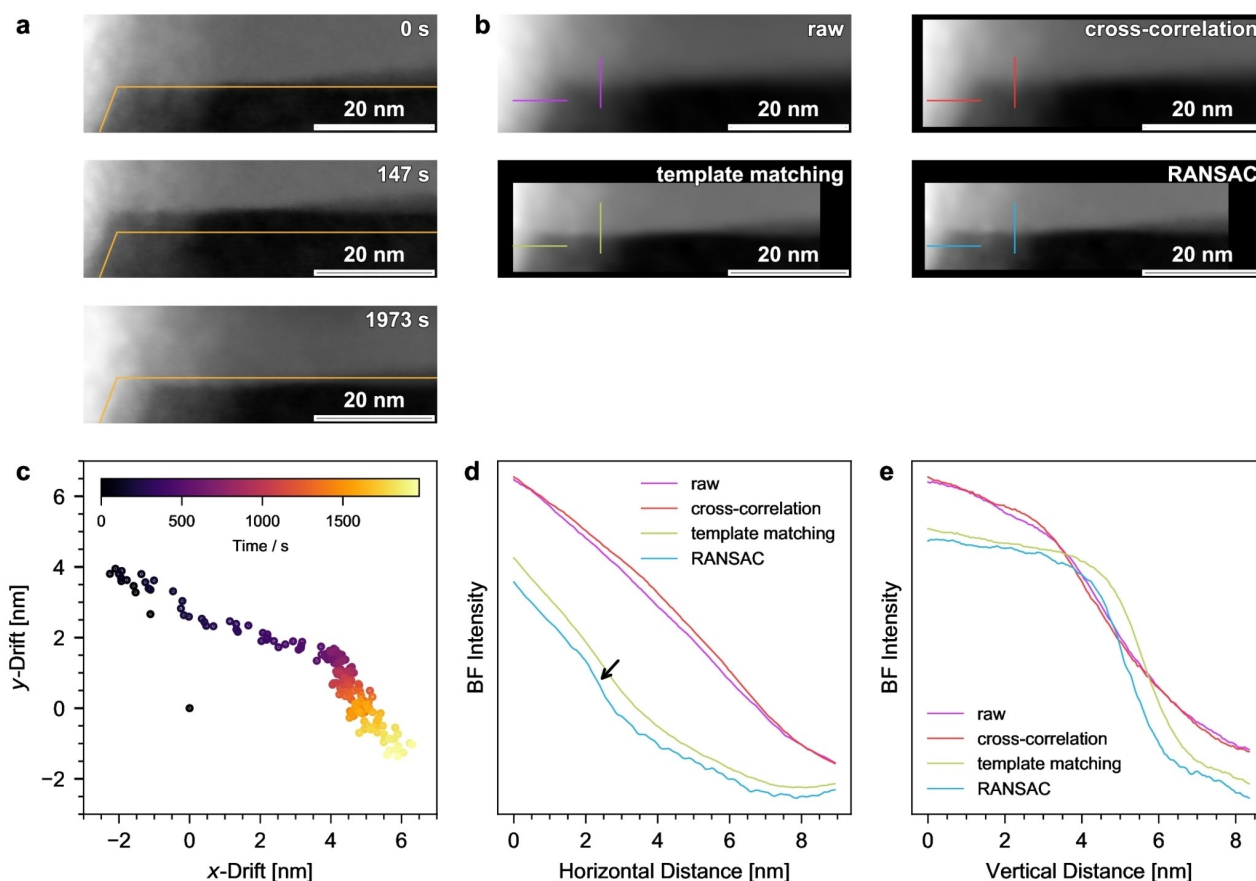 a
0 s
20 nm
147 s
20 nm
1973 s
20 nm
b
raw
20 nm
cross-correlation
20 nm
template matching
20 nm
RANSAC
20 nm
c
0 500 1000 1500
Time / s
6
4
2
0
−2
y-Drift [nm]
−2 0 2 4 6
x-Drift [nm]
d
raw
cross-correlation
template matching
RANSAC
BF Intensity
0 2 4 6 8
Horizontal Distance [nm]
e
raw
cross-correlation
template matching
RANSAC
BF Intensity
0 2 4 6 8
Vertical Distance [nm]